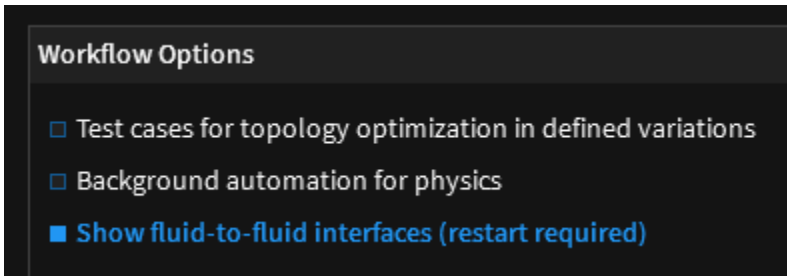 Workflow Options
Test cases for topology optimization in defined variations
Background automation for physics
Show fluid-to-fluid interfaces (restart required)